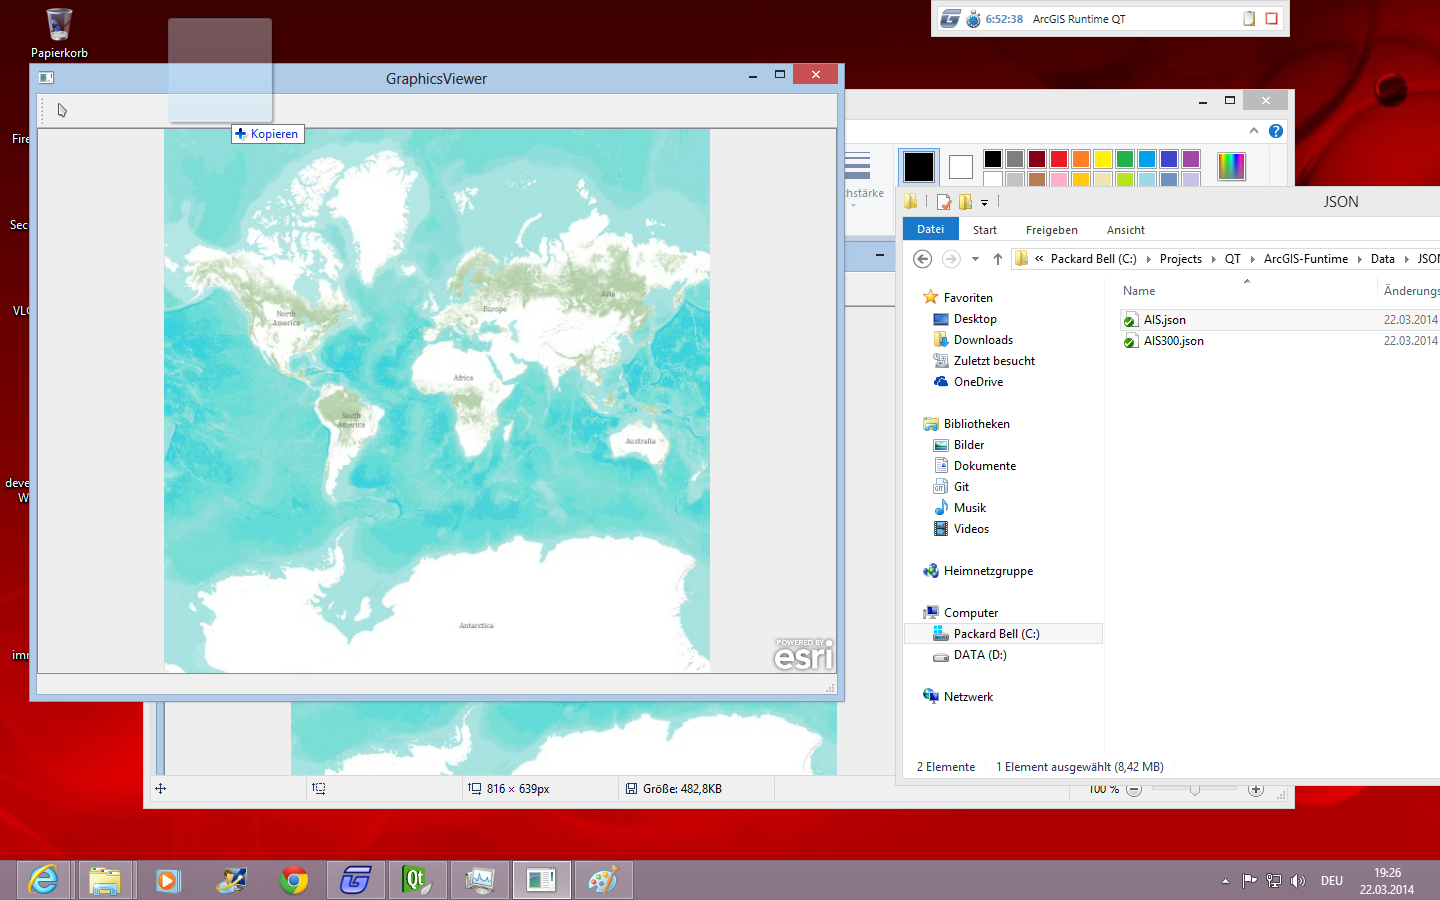 Papierkorb
6:52:38 ArcGIS Runtime QT
GraphicsViewer
Kopieren
Fire
Sec
VLC
deve
W
imr
North
America
Europe
Asia
Africa
South
America
Australia
Antarctica
POWERED BY
esri
chstärke
816 × 639px
Größe: 482,8KB
100 %
JSON
Datei Start Freigeben Ansicht
« Packard Bell (C:) Projects QT ArcGIS-Funtime Data JSON
Name Änderungs
AIS.json 22.03.2014
AIS300.json 22.03.2014
Favoriten
Desktop
Downloads
Zuletzt besucht
OneDrive
Bibliotheken
Bilder
Dokumente
Git
Musik
Videos
Heimnetzgruppe
Computer
Packard Bell (C:)
DATA (D:)
Netzwerk
2 Elemente 1 Element ausgewählt (8,42 MB)
DEU
19:26
22.03.2014